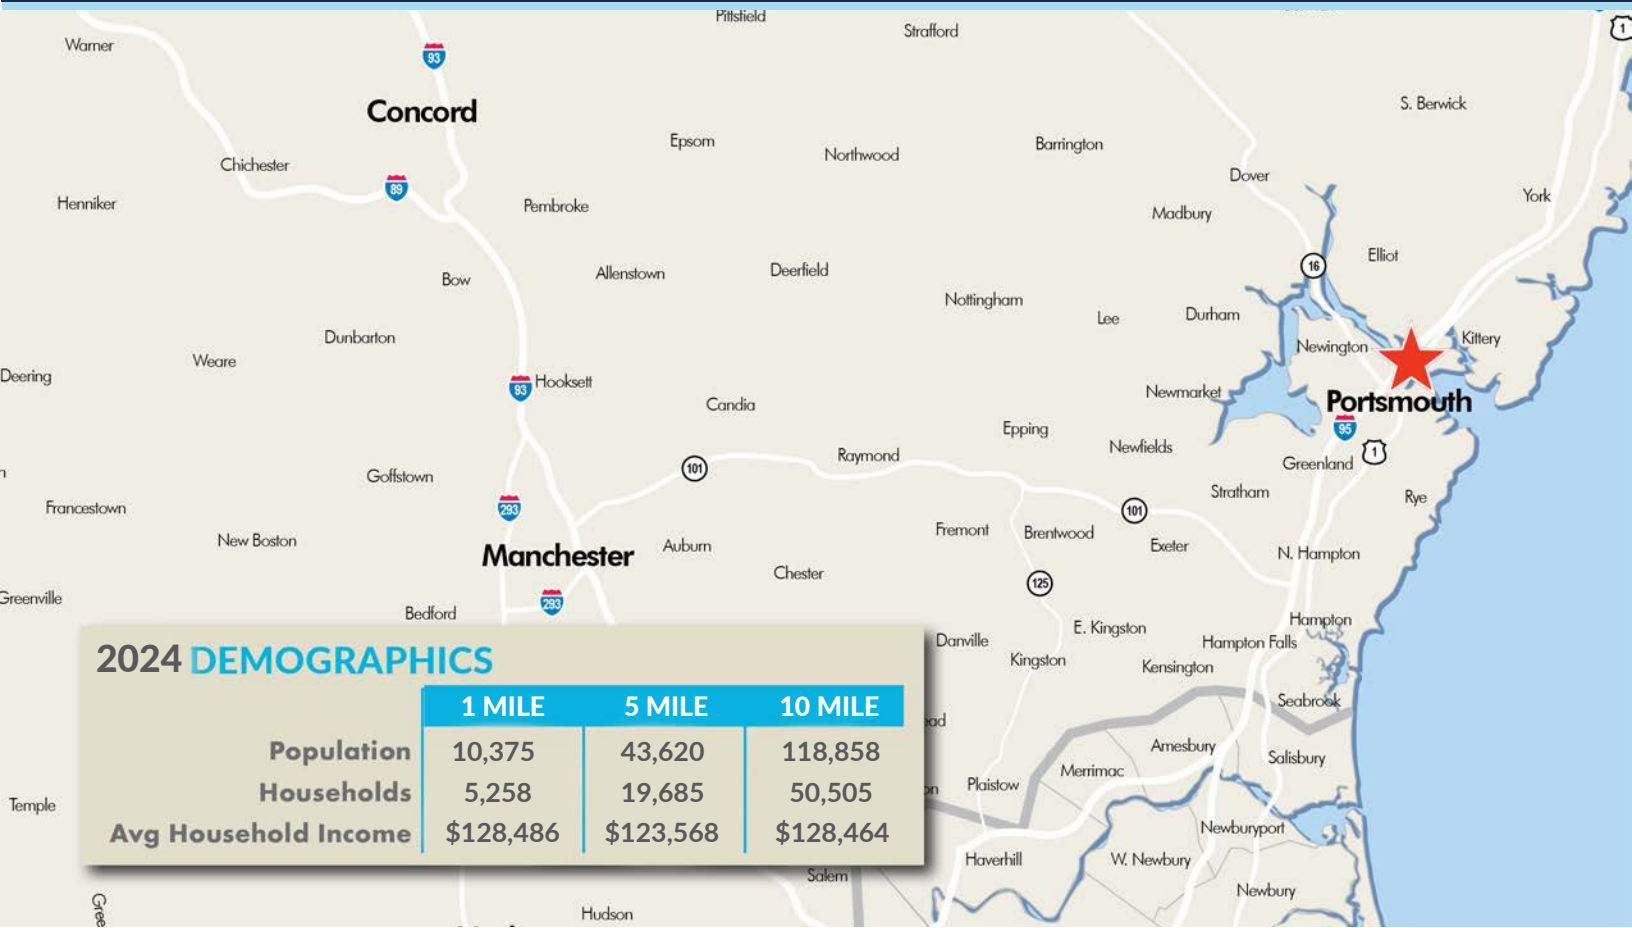 Pittsfield
Strafford
Warner
1
93
S. Berwick
Concord
Epsom
Northwood
Barrington
Chichester
Dover
89
Henniker
Pembroke
Madbury
York
Elliot
16
Bow
Allenstown
Deerfield
Nottingham
Lee
Durham
Dunbarton
Newington
Kittery
Weare
Deering
93
Hooksett
Newmarket
Candia
Portsmouth
Epping
95
Newfields
1
Raymond
Greenland
101
Goffstown
Stratham
Rye
293
Francestown
101
Fremont
Brentwood
New Boston
Manchester
Auburn
Exeter
N. Hampton
Chester
125
Greenville
293
Bedford
Hampton
E. Kingston
Danville
Hampton Falls
Kingston
Kensington
Seabrook
2024 DEMOGRAPHICS
1 MILE 5 MILE 10 MILE
Population 10,375 43,620 118,858
Households 5,258 19,685 50,505
Avg Household Income $128,486 $123,568 $128,464
Amesbury
Salisbury
Merrimac
Plaistow
Temple
Newburyport
Haverhill
W. Newbury
Salem
Newbury
Hudson